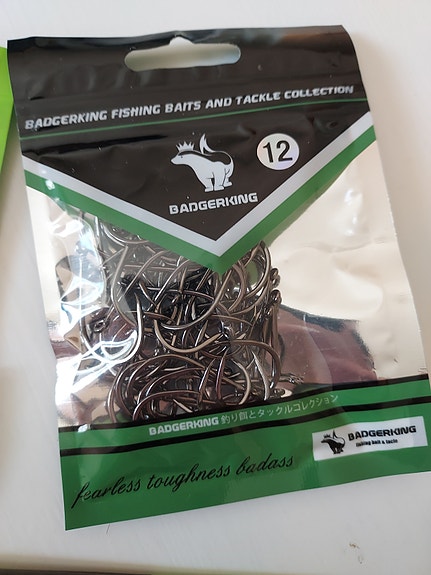 BADGERKING FISHING BAITS AND TACKLE COLLECTION
12
BADGERKING
BADGERKING 釣り餌とタックルコレクション
BADGERKING
fishing bait & tacle
fearless toughness badass